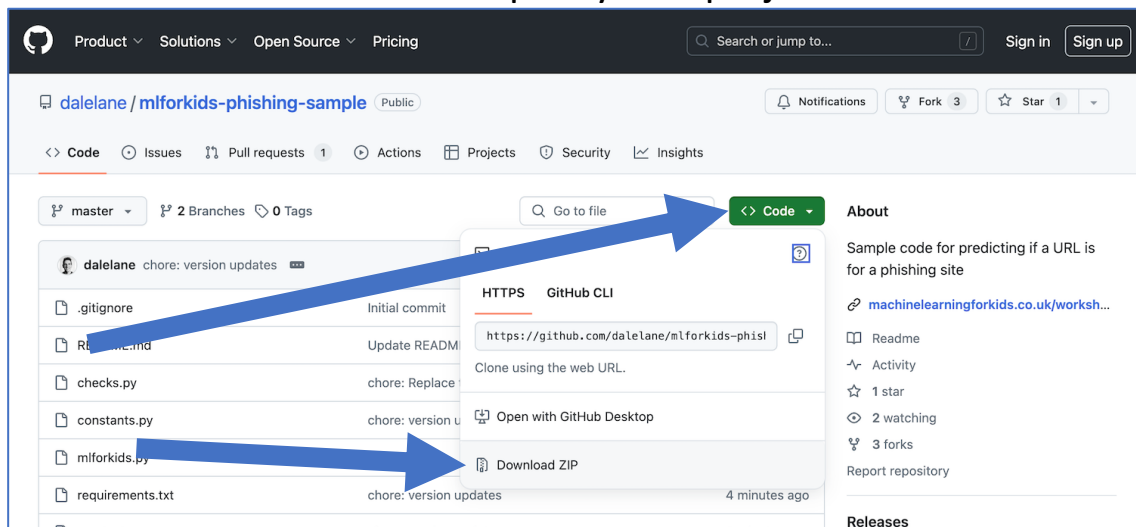 Product Solutions Open Source Pricing Search or jump to... / Sign in Sign up
dalelane / mlforkids-phishing-sample Public Notifications Fork 3 Star 1
Code Issues Pull requests 1 Actions Projects Security Insights
master 2 Branches 0 Tags Go to file Code About
dalelane chore: version updates
Sample code for predicting if a URL is
for a phishing site
HTTPS GitHub CLI
machinelearningforkids.co.uk/worksh...
.gitignore Initial commit
https://github.com/dalelane/mlforkids-phis
Readme
Update README
Clone using the web URL.
Activity
checks.py chore: Replace
1 star
constants.py chore: version
Open with GitHub Desktop
2 watching
3 forks
mlforkids.py
Download ZIP
Report repository
requirements.txt chore: version updates 4 minutes ago
Releases